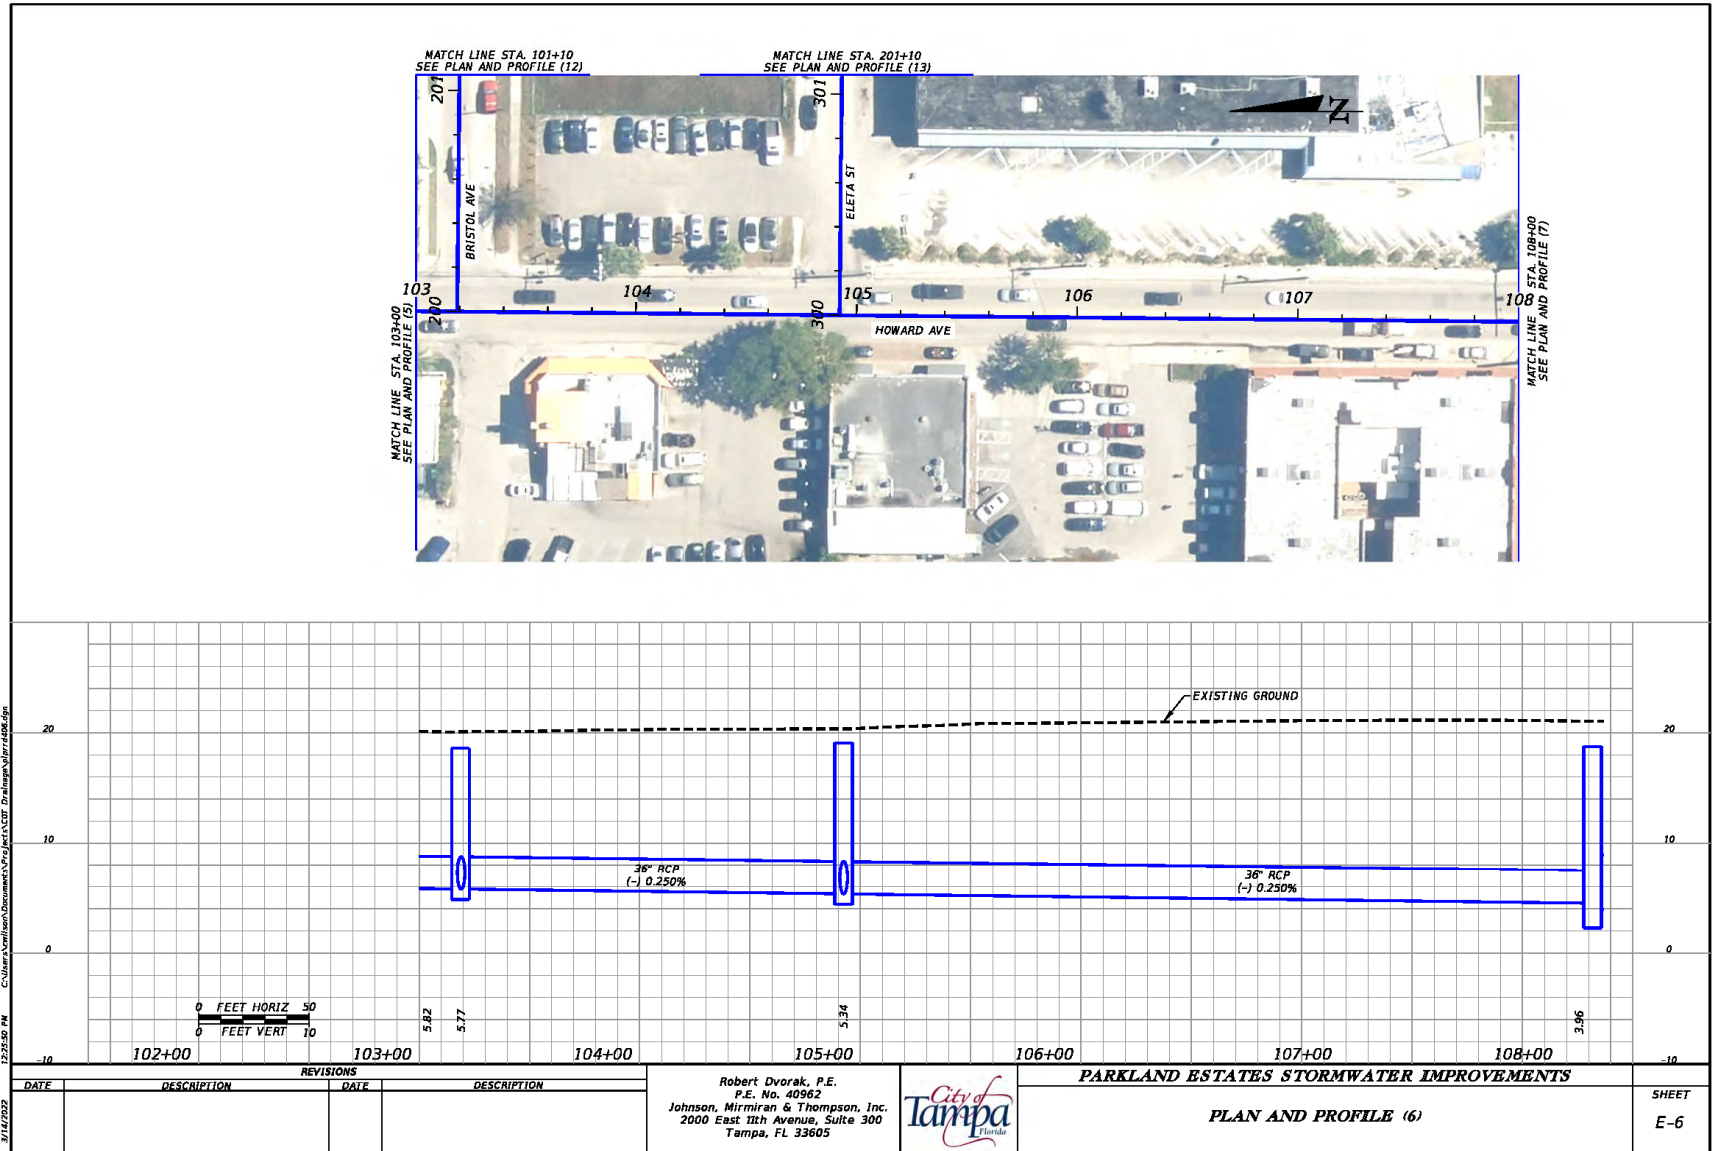 MATCH LINE STA. 101+10
SEE PLAN AND PROFILE (12)
MATCH LINE STA. 201+10
SEE PLAN AND PROFILE (13)
201
301
N
BRISTOL AVE
ELETA ST
103
104
105
106
107
108
200
300
HOWARD AVE
MATCH LINE STA. 103+00
SEE PLAN AND PROFILE (5)
MATCH LINE STA. 108+00
SEE PLAN AND PROFILE (7)
EXISTING GROUND
20
20
10
10
36" RCP
(-) 0.250%
36" RCP
(-) 0.250%
0
0
0 FEET HORIZ 50
0 FEET VERT 10
5.82
5.77
5.34
3.96
-10
-10
102+00
103+00
104+00
105+00
106+00
107+00
108+00
3/14/2022
12:25:50 PM
REVISIONS
DATE
DESCRIPTION
DATE
DESCRIPTION
Robert Dvorak, P.E.
P.E. No. 40962
Johnson, Mirmiran & Thompson, Inc.
2000 East 11th Avenue, Suite 300
Tampa, FL 33605
City of
Tampa
Florida
PARKLAND ESTATES STORMWATER IMPROVEMENTS
PLAN AND PROFILE (6)
SHEET
E-6